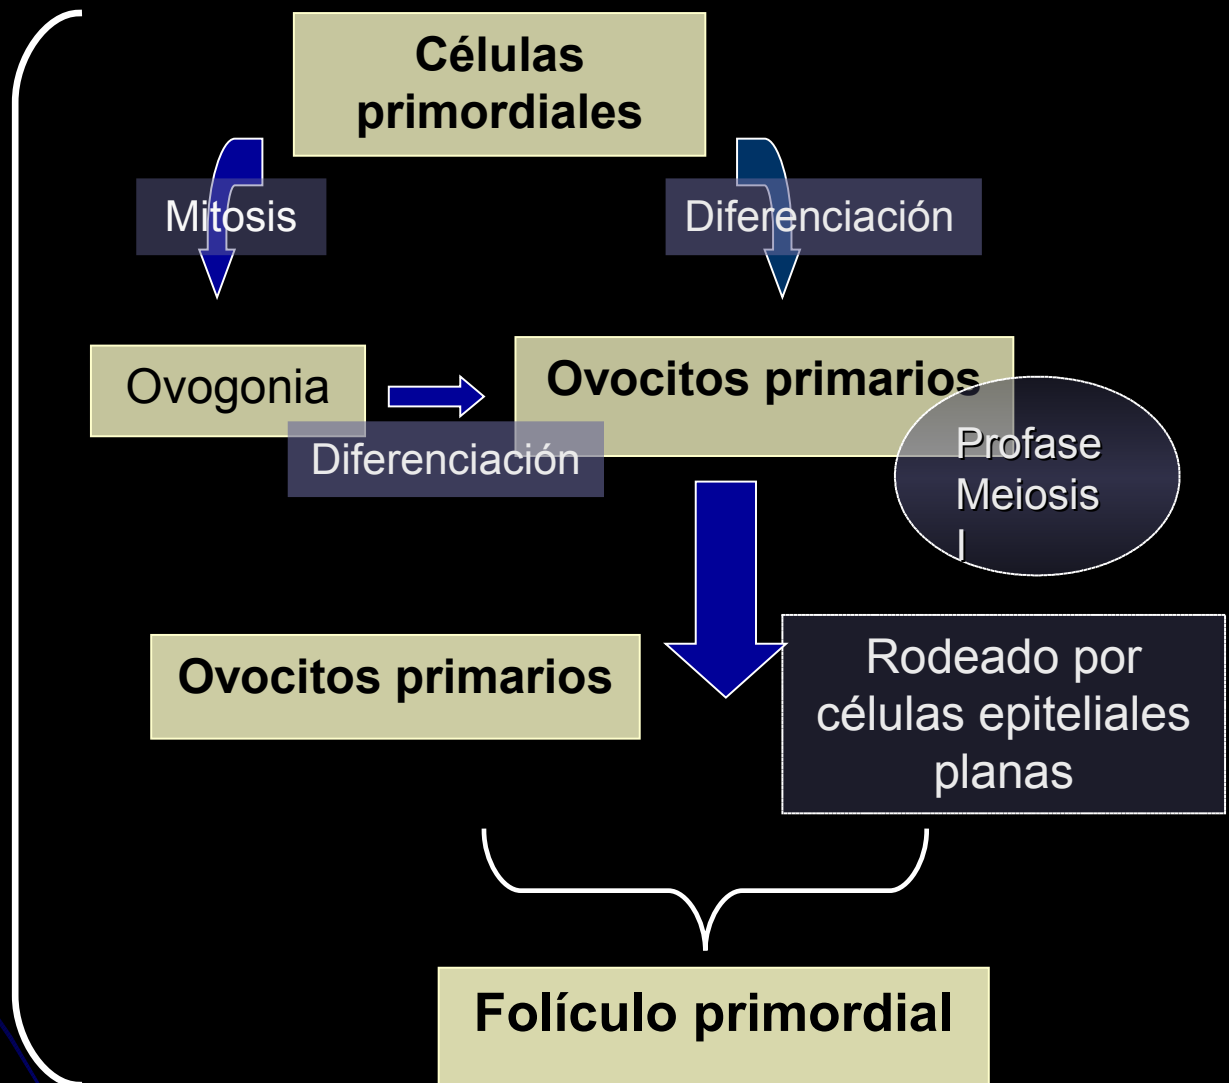 Células
primordiales
Mitosis
Diferenciación
Ovogonia
Ovocitos primarios
Diferenciación
Profase
Meiosis
I
Ovocitos primarios
Rodeado por
células epiteliales
planas
Folículo primordial